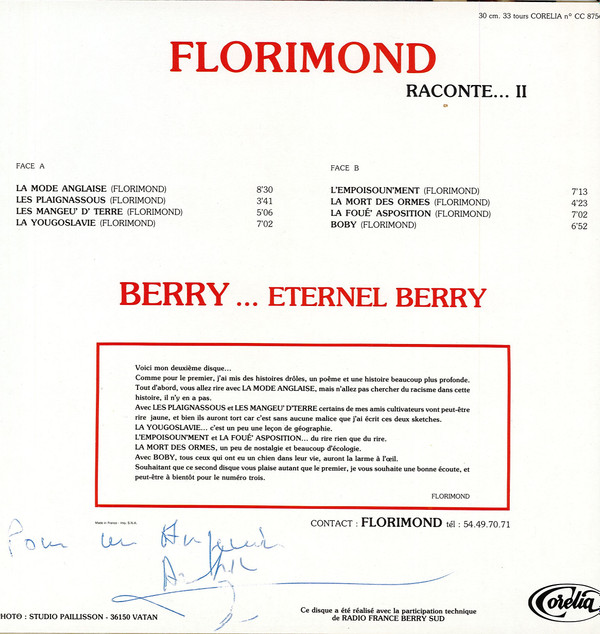 30 cm. 33 tours CORELIA nº CC 8754
FLORIMOND
RACONTE... II
FACE A
LA MODE ANGLAISE (FLORIMOND) 8'30
LES PLAIGNASSOUS (FLORIMOND) 3'41
LES MANGEU' D' TERRE (FLORIMOND) 5'06
LA YOUGOSLAVIE (FLORIMOND) 7'02
FACE B
L'EMPOISOUN'MENT (FLORIMOND) 7'13
LA MORT DES ORMES (FLORIMOND) 4'23
LA FOUÉ' ASPOSITION (FLORIMOND) 7'02
BOBY (FLORIMOND) 6'52
BERRY ... ETERNEL BERRY
Voici mon deuxième disque...
Comme pour le premier, j'ai mis des histoires drôles, un poème et une histoire beaucoup plus profonde.
Tout d'abord, vous allez rire avec LA MODE ANGLAISE, mais n'allez pas chercher du racisme dans cette
histoire, il n'y en a pas.
Avec LES PLAIGNASSOUS et LES MANGEU' D'TERRE certains de mes amis cultivateurs vont peut-être
rire jaune, et bien ils auront tort car c'est sans aucune malice que j'ai écrit ces deux sketches.
LA YOUGOSLAVIE... c'est un peu une leçon de géographie.
L'EMPOISOUN'MENT et LA FOUÉ' ASPOSITION... du rire rien que du rire.
LA MORT DES ORMES, un peu de nostalgie et beaucoup d'écologie.
Avec BOBY, tous ceux qui ont eu un chien dans leur vie, auront la larme à l'œil.
Souhaitant que ce second disque vous plaise autant que le premier, je vous souhaite une bonne écoute, et
peut-être à bientôt pour le numéro trois.
FLORIMOND
Made in France
CONTACT : FLORIMOND tél : 54.49.70.71
Pour un
PHOTO : STUDIO PAILLISSON - 36150 VATAN
Ce disque a été réalisé avec la participation technique
de RADIO FRANCE BERRY SUD
Corelia